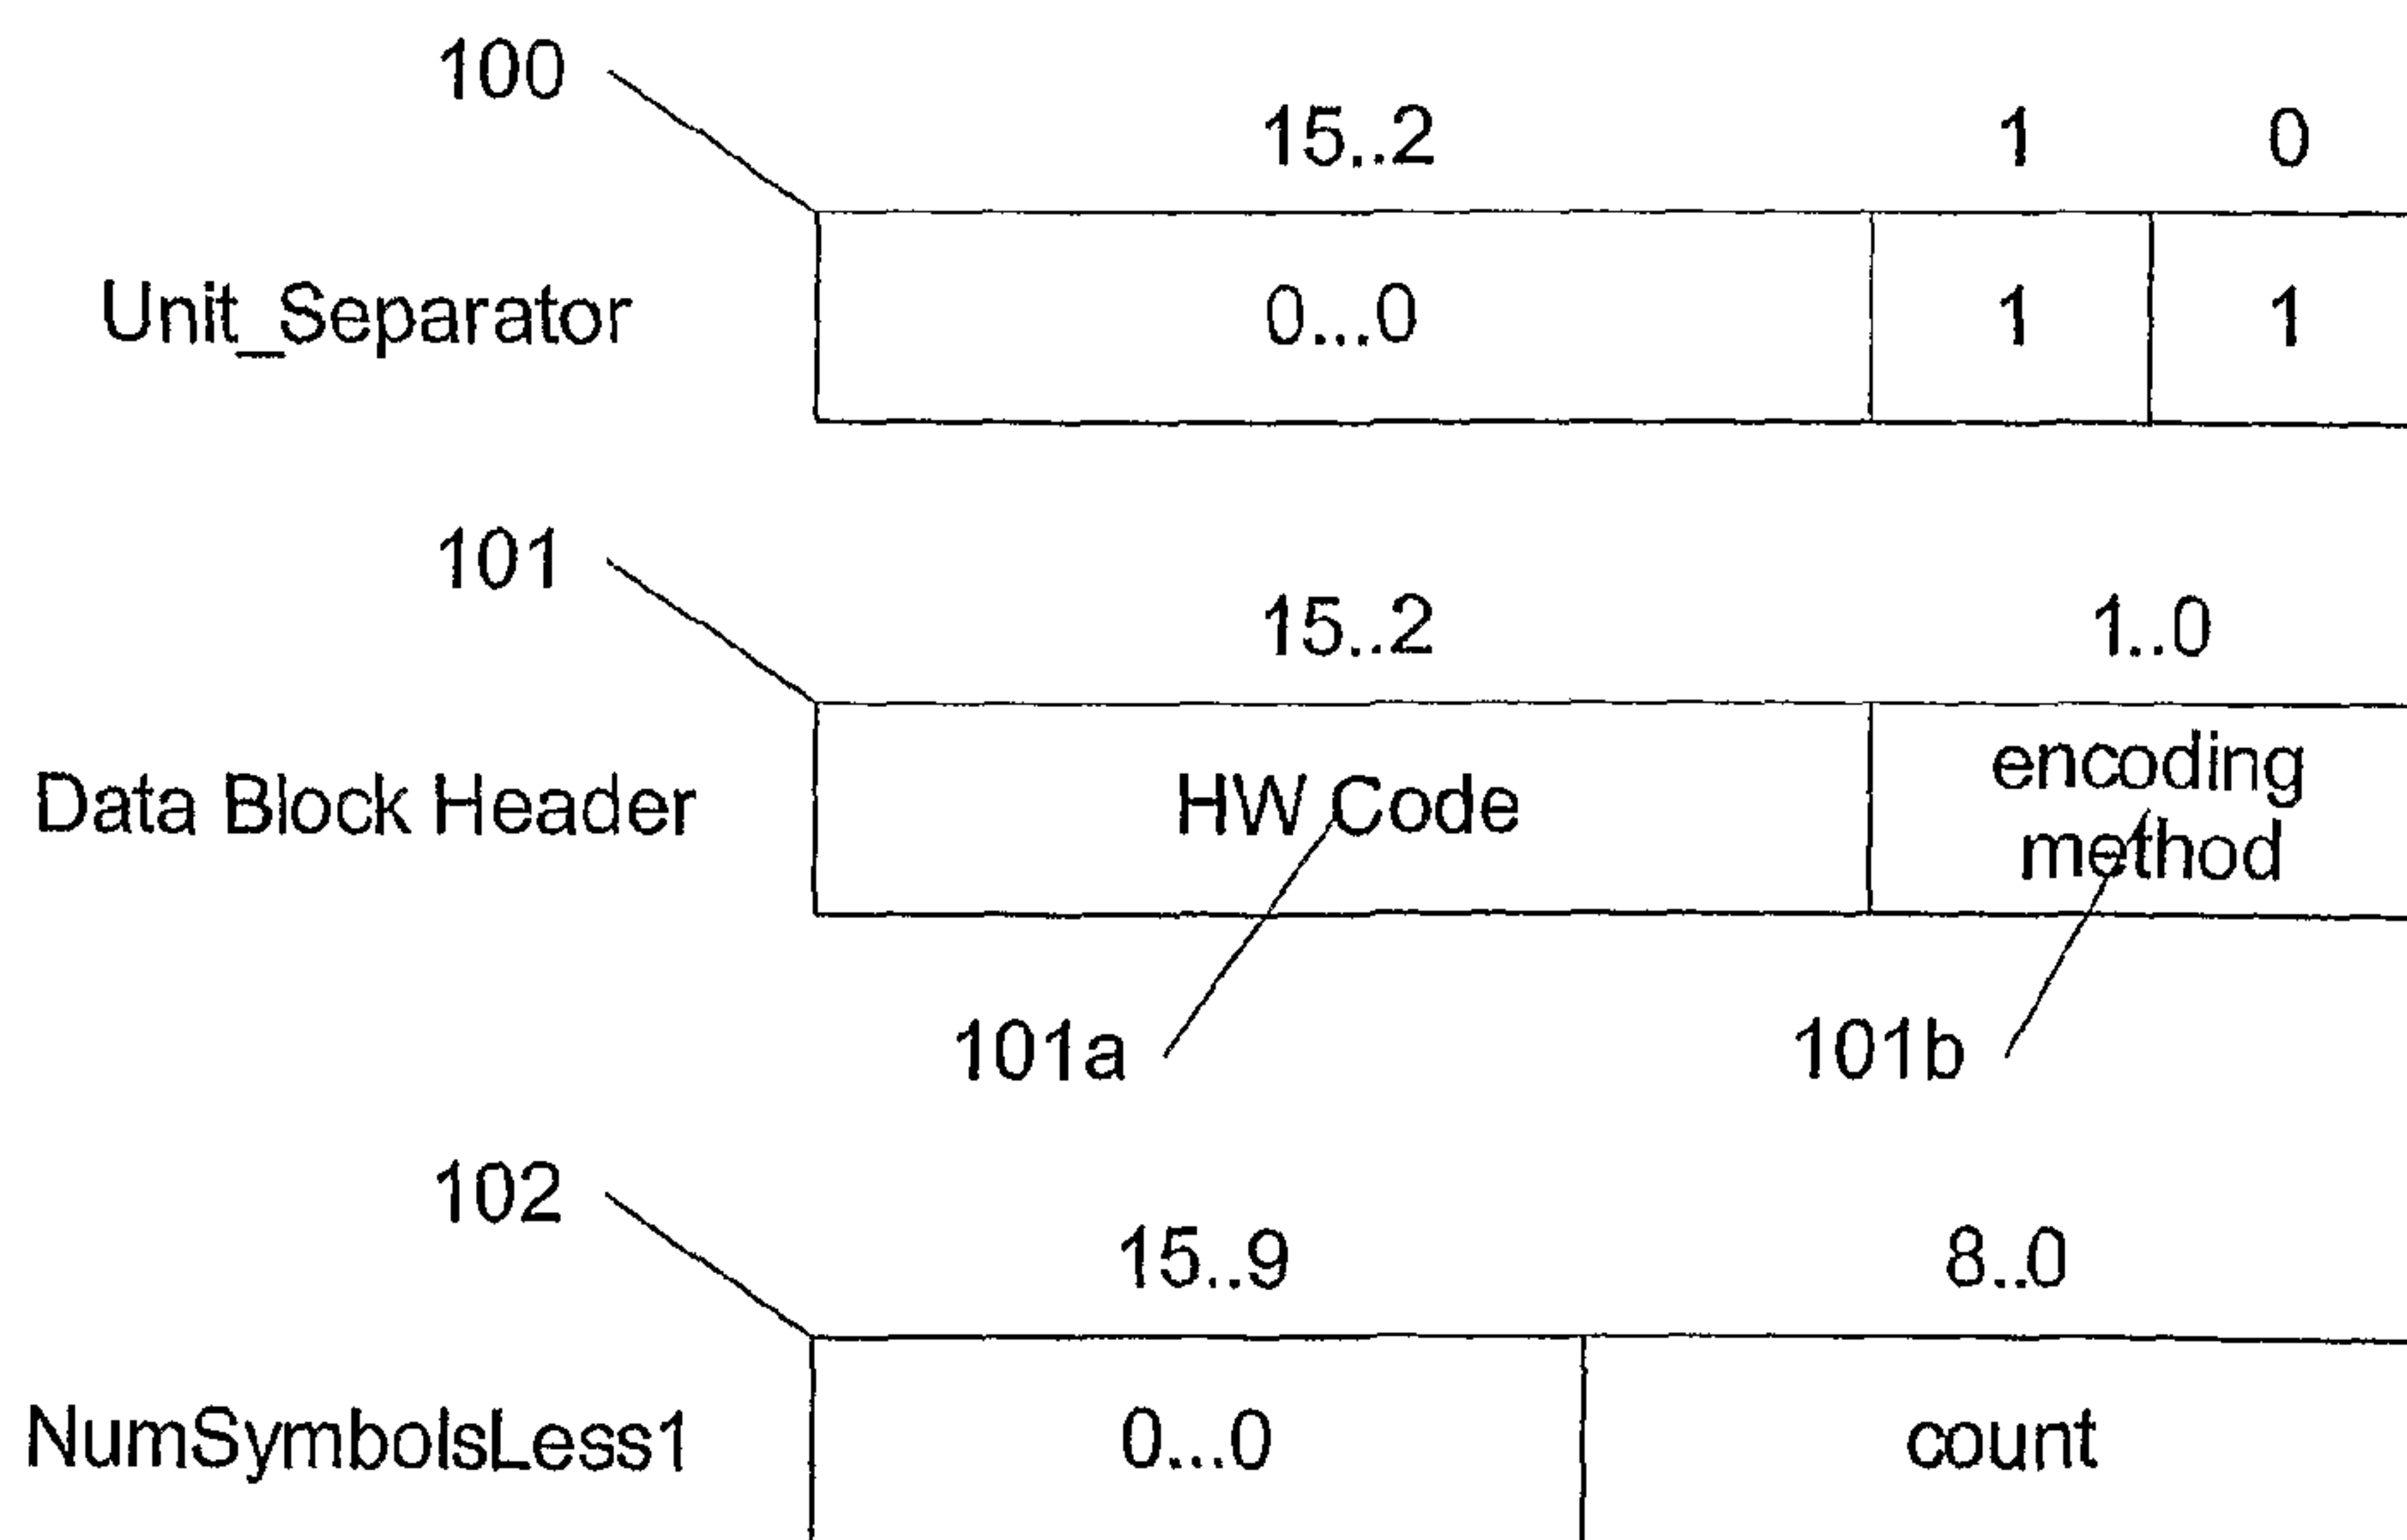 100
15..2 1 0
Unit_Separator 0...0 1 1
101
15..2 1..0
Data Block Header HW Code encoding
method
101a 101b
102
15..9 8..0
NumSymbolsLess1 0...0 count